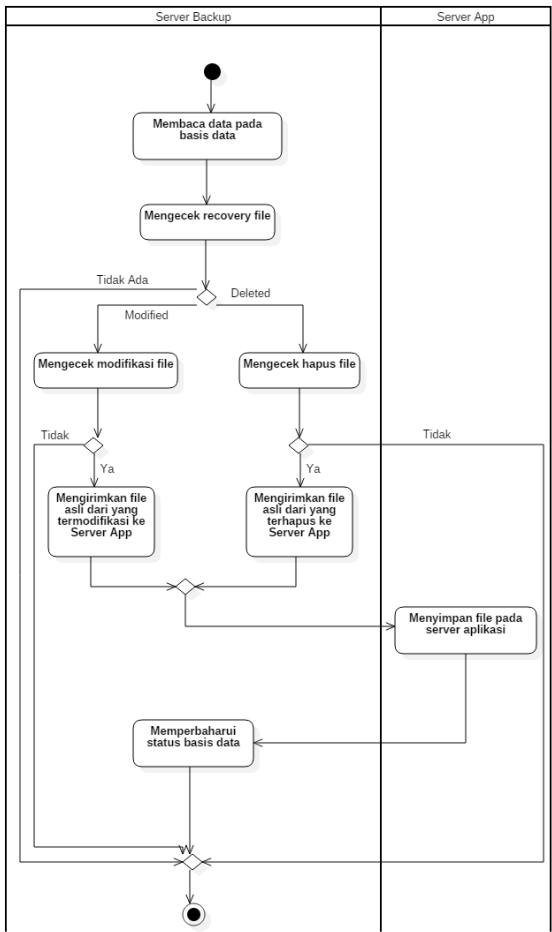 Server Backup
Server App
Membaca data pada
basis data
Mengecek recovery file
Tidak Ada
Deleted
Modified
Mengecek modifikasi file
Mengecek hapus file
Tidak
Tidak
Ya
Ya
Mengirimkan file
asli dari yang
termodifikasi ke
Server App
Mengirimkan file
asli dari yang
terhapus ke
Server App
Menyimpan file pada
server aplikasi
Memperbaharui
status basis data